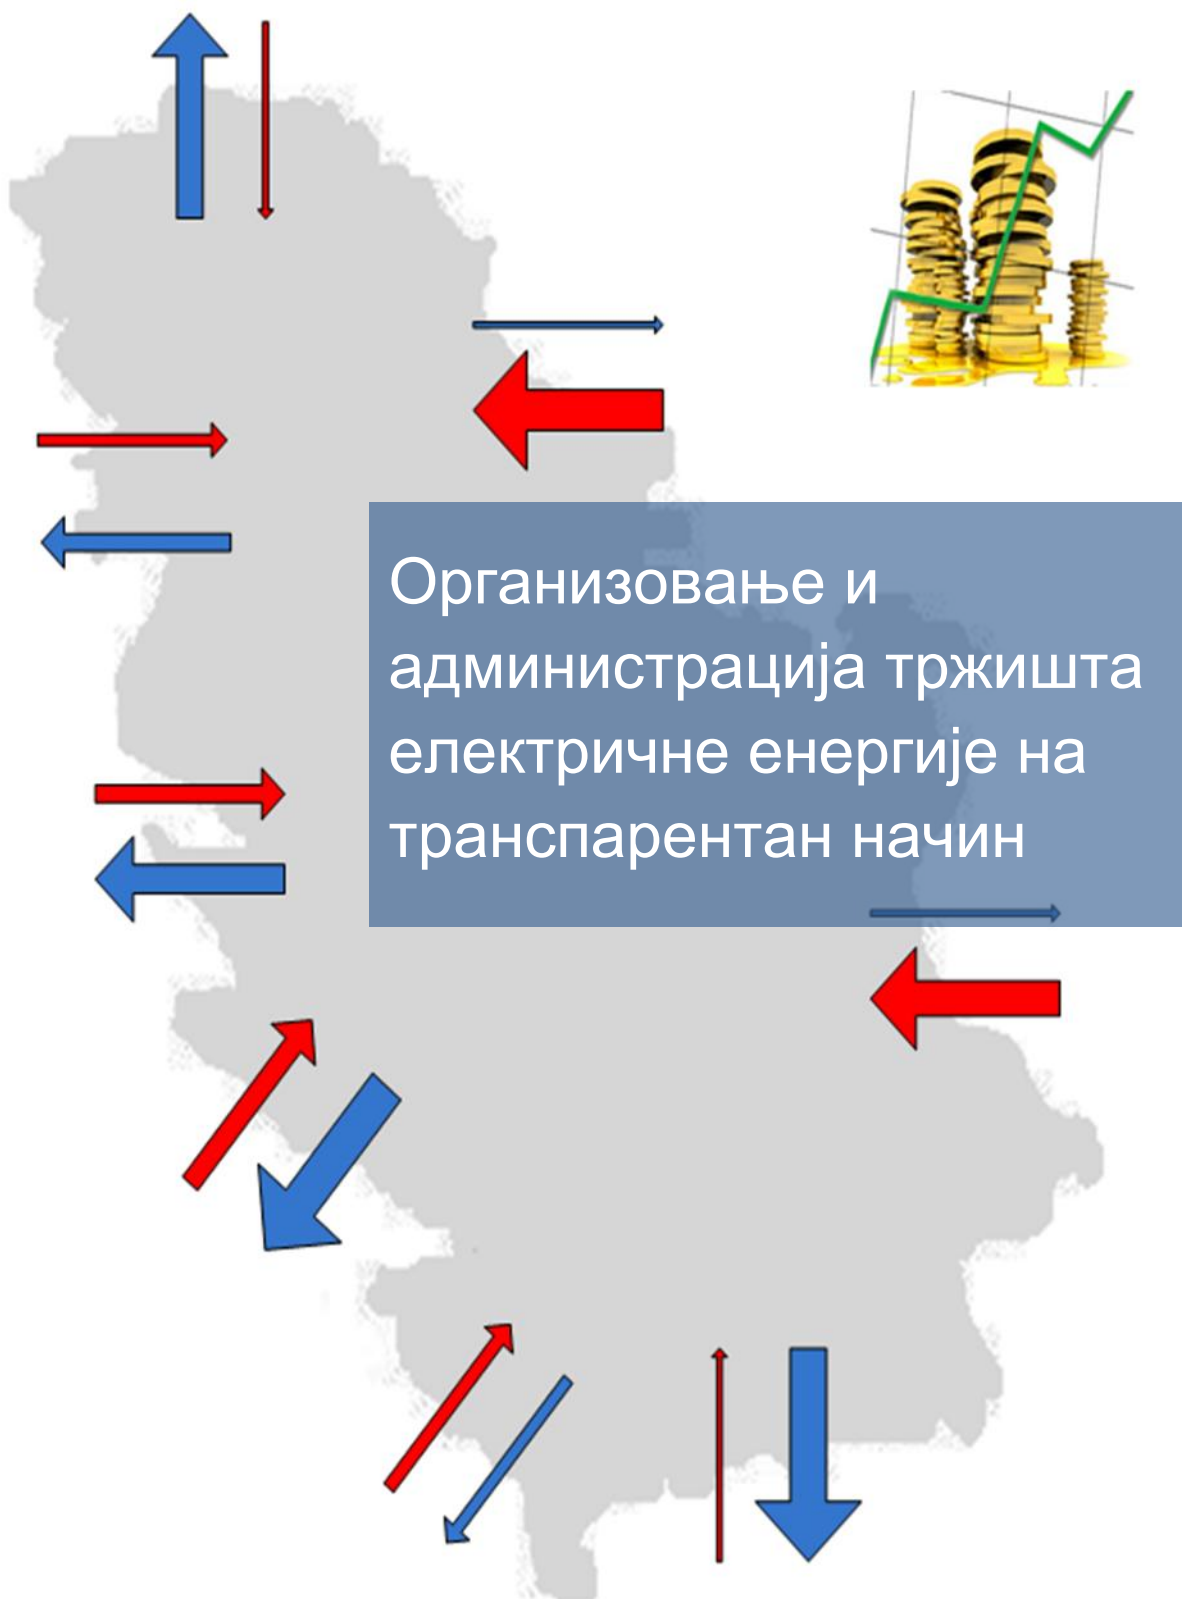 Организовање и
администрација тржишта
електричне енергије на
транспарентан начин